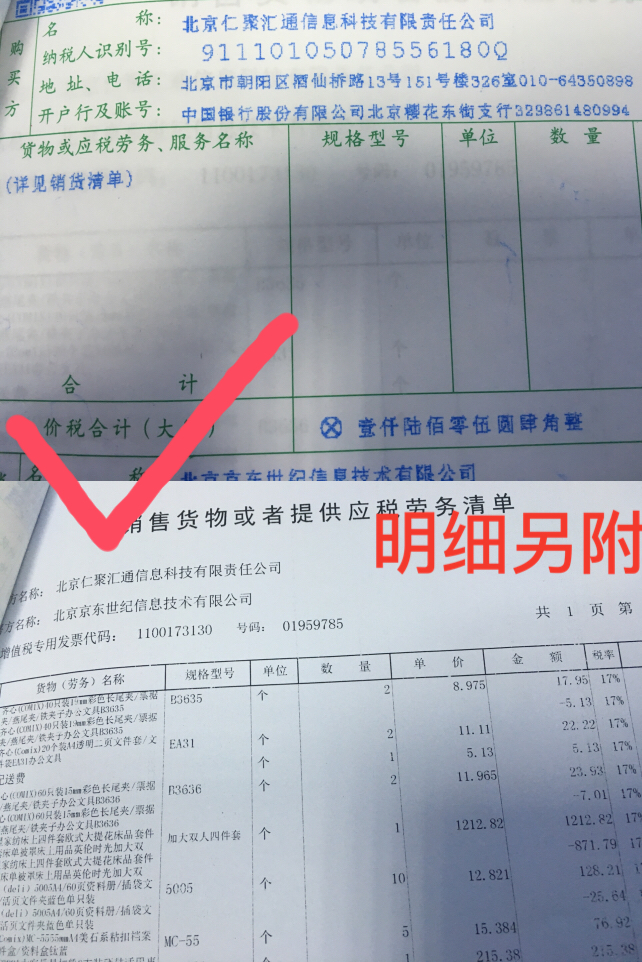 名 称: 北京仁聚汇通信息科技有限责任公司
购
买
方
纳税人识别号: 91110105078556180Q
地 址、电 话: 北京市朝阳区酒仙桥路13号151号楼326室010-64350898
开户行及账号: 中国银行股份有限公司北京樱花东街支行329861480994
货物或应税劳务、服务名称 规格型号 单位 数 量
(详见销货清单)
合 计
价税合计(大 ) ⊗ 壹仟陆佰零伍圆肆角整
名 称: 北京京东世纪信息技术有限公司
销售货物或者提供应税劳务清单
明细另附
方名称: 北京仁聚汇通信息科技有限责任公司
方名称: 北京京东世纪信息技术有限公司
增值税专用发票代码: 1100173130 号码: 01959785 共 1 页 第
货物(劳务)名称 规格型号 单位 数 量 单 价 金 额 税率
齐心(COMIX)40只装19mm彩色长尾夹/票据 B3635 个 2 8.975 17.95 17%
夹/燕尾夹/铁夹子办公文具B3635
齐心(COMIX)40只装19mm彩色长尾夹/票据 -5.13 17%
夹/燕尾夹/铁夹子办公文具B3635
齐心(Comix)20个装A4透明二页文件套/文 EA31 个 2 11.11 22.22 17%
件袋EA31办公文具
配送费 个 1 5.13 5.13 17%
心(COMIX)60只装15mm彩色长尾夹/票据 B3636 个 2 11.965 23.93 17%
/燕尾夹/铁夹子办公文具B3636
心(COMIX)60只装15mm彩色长尾夹/票据 -7.01 17%
燕尾夹/铁夹子办公文具B3636
家纺床上四件套欧式大提花床品套件 加大双人四件套 个 1 1212.82 1212.82 17%
床单被罩床上用品英伦时光加大双
家纺床上四件套欧式大提花床品套件 -871.79 17
床单被罩床上用品英伦时光加大双
(deli) 5005A4/60页资料册/插袋文 5005 个 10 12.821 128.21 17
/活页文件夹蓝色单只装
(deli) 5005A4/60页资料册/插袋文 -25.64
活页文件夹蓝色单只装
Comix)MC-5555mmA4美石系粘扣档案 MC-55 个 5 15.384 76.92
件盒/资料盒炫蓝
个 1 215.38 215.38